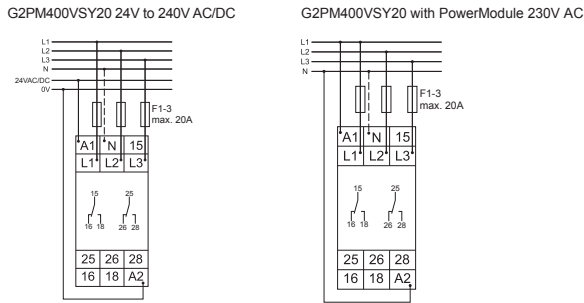 G2PM400VSY20 24V to 240V AC/DC
L1
L2
L3
N
24VAC/DC
0V
F1-3
max. 20A
A1 N 15
L1 L2 L3
15 25
16 18 26 28
25 26 28
16 18 A2
G2PM400VSY20 with PowerModule 230V AC
L1
L2
L3
N
F1-3
max. 20A
A1 N 15
L1 L2 L3
15 25
16 18 26 28
25 26 28
16 18 A2